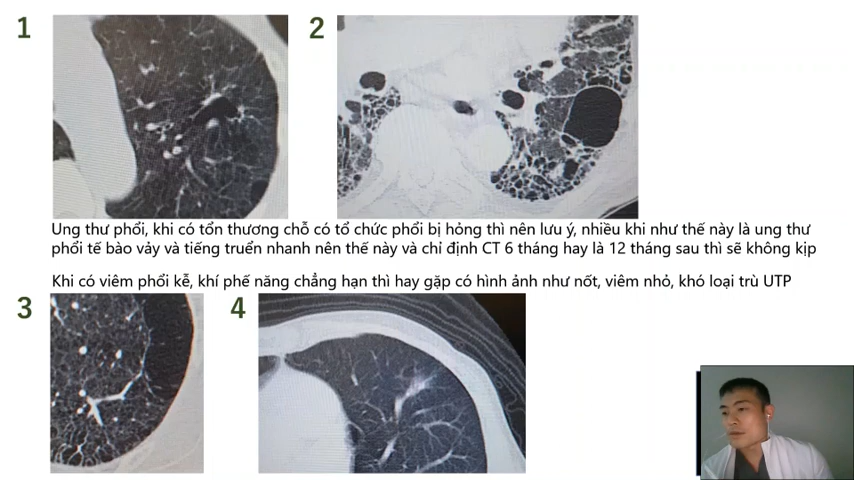 1
2
Ung thư phổi, khi có tổn thương chỗ có tổ chức phổi bị hỏng thì nên lưu ý, nhiều khi như thế này là ung thư
phổi tế bào vảy và tiếng truển nhanh nên thế này và chỉ định CT 6 tháng hay là 12 tháng sau thì sẽ không kịp
Khi có viêm phổi kẽ, khí phế năng chẳng hạn thì hay gặp có hình ảnh như nốt, viêm nhỏ, khó loại trừ UTP
3
4